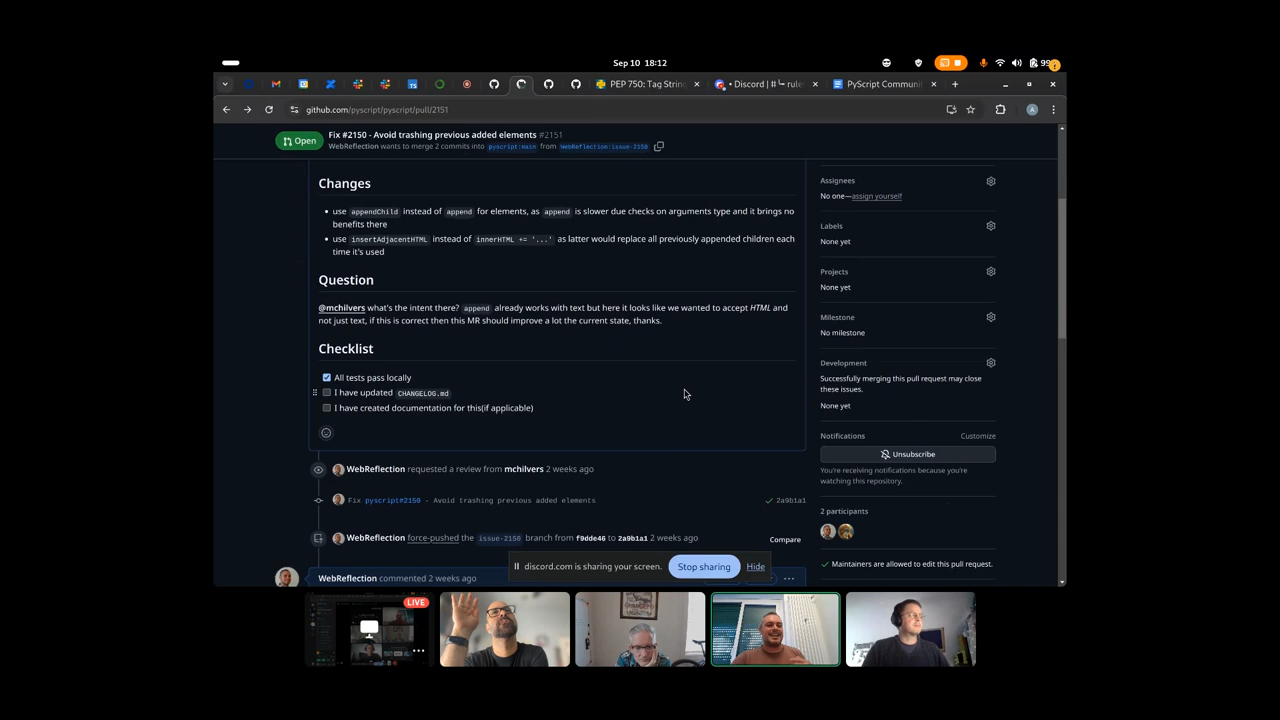 Sep 10 18:12
PEP 750: Tag Strin
Discord | #
rule
PyScript Communi
github.com/pyscript/pyscript/pull/2151
Open
Fix #2150 - Avoid trashing previous added elements #2151
WebReflection wants to merge 2 commits into pyscript:main from WebReflection:issue-2150
Changes
use appendChild instead of append for elements, as append is slower due checks on arguments type and it brings no
benefits there
use insertAdjacentHTML instead of innerHTML += '...' as latter would replace all previously appended children each
time it's used
Question
@mchilvers what's the intent there? append already works with text but here it looks like we wanted to accept HTML and
not just text, if this is correct then this MR should improve a lot the current state, thanks.
Checklist
All tests pass locally
I have updated CHANGELOG.md
I have created documentation for this(if applicable)
WebReflection requested a review from mchilvers 2 weeks ago
Fix pyscript#2150 - Avoid trashing previous added elements 2a9b1a1
WebReflection force-pushed the issue-2150 branch from f9dde46 to 2a9b1a1 2 weeks ago Compare
WebReflection commented 2 weeks ago
Assignees
No one—assign yourself
Labels
None yet
Projects
None yet
Milestone
No milestone
Development
Successfully merging this pull request may close
these issues.
None yet
Notifications Customize
Unsubscribe
You're receiving notifications because you're
watching this repository.
2 participants
Maintainers are allowed to edit this pull request.
discord.com is sharing your screen. Stop sharing Hide
LIVE